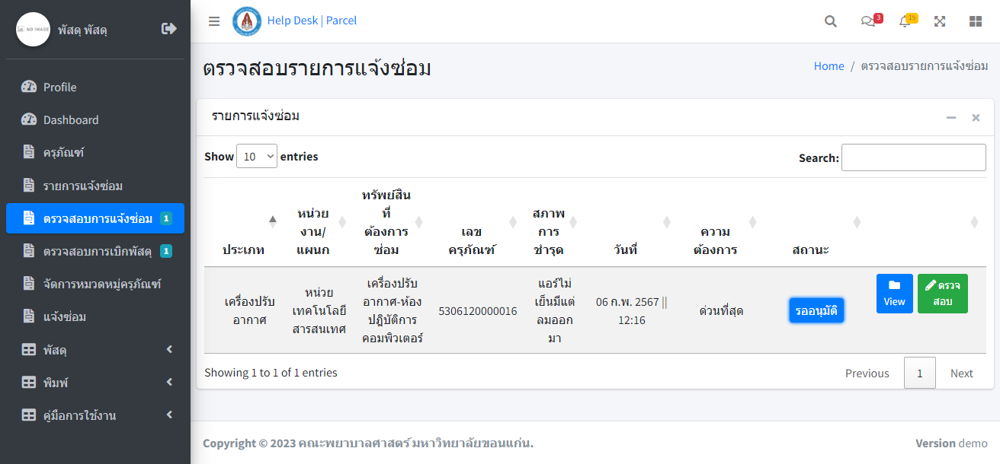 NO IMAGE
พัสดุ พัสดุ
Profile
Dashboard
ครุภัณฑ์
รายการแจ้งซ่อม
ตรวจสอบการแจ้งซ่อม 1
ตรวจสอบการเบิกพัสดุ 1
จัดการหมวดหมู่ครุภัณฑ์
แจ้งซ่อม
พัสดุ
พิมพ์
คู่มือการใช้งาน
Help Desk | Parcel
3
15
ตรวจสอบรายการแจ้งซ่อม
Home / ตรวจสอบรายการแจ้งซ่อม
รายการแจ้งซ่อม
Show 10 entries
Search:
ประเภท
หน่วย
งาน/
แผนก
ทรัพย์สิน
ที่
ต้องการ
ซ่อม
เลข
ครุภัณฑ์
สภาพ
การ
ชำรุด
วันที่
ความ
ต้องการ
สถานะ
เครื่องปรับ
อากาศ
หน่วย
เทคโนโลยี
สารสนเทศ
เครื่องปรับ
อากาศ-ห้อง
ปฏิบัติการ
คอมพิวเตอร์
5306120000016
แอร์ไม่
เย็นมีแต่
ลมออก
มา
06 ก.พ. 2567 ||
12:16
ด่วนที่สุด
รออนุมัติ
View
ตรวจ
สอบ
Showing 1 to 1 of 1 entries
Previous 1 Next
Copyright © 2023 คณะพยาบาลศาสตร์มหาวิทยาลัยขอนแก่น.
Version demo